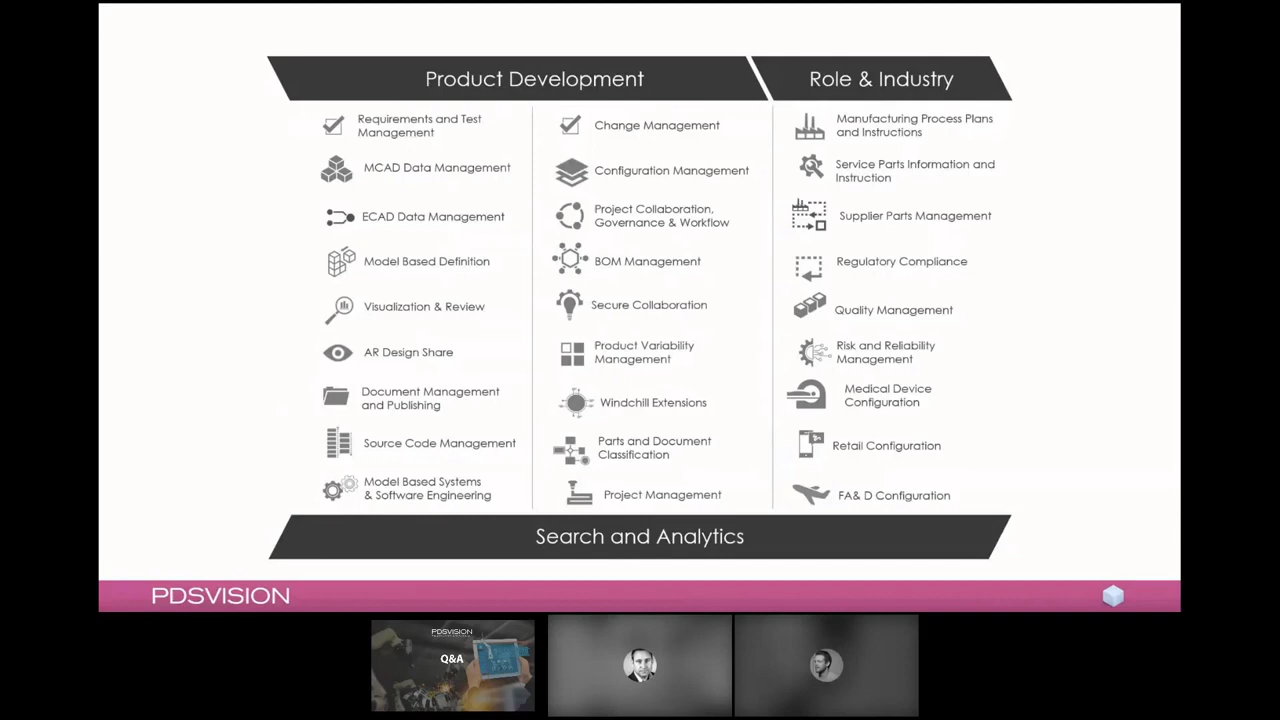 Product Development
Role & Industry
Requirements and Test
Management
MCAD Data Management
ECAD Data Management
Model Based Definition
Visualization & Review
AR Design Share
Document Management
and Publishing
Source Code Management
Model Based Systems
& Software Engineering
Change Management
Configuration Management
Project Collaboration,
Governance & Workflow
BOM Management
Secure Collaboration
Product Variability
Management
Windchill Extensions
Parts and Document
Classification
Project Management
Manufacturing Process Plans
and Instructions
Service Parts Information and
Instruction
Supplier Parts Management
Regulatory Compliance
Quality Management
Risk and Reliability
Management
Medical Device
Configuration
Retail Configuration
FA& D Configuration
Search and Analytics
PDSVISION
PDSVISION
Q&A